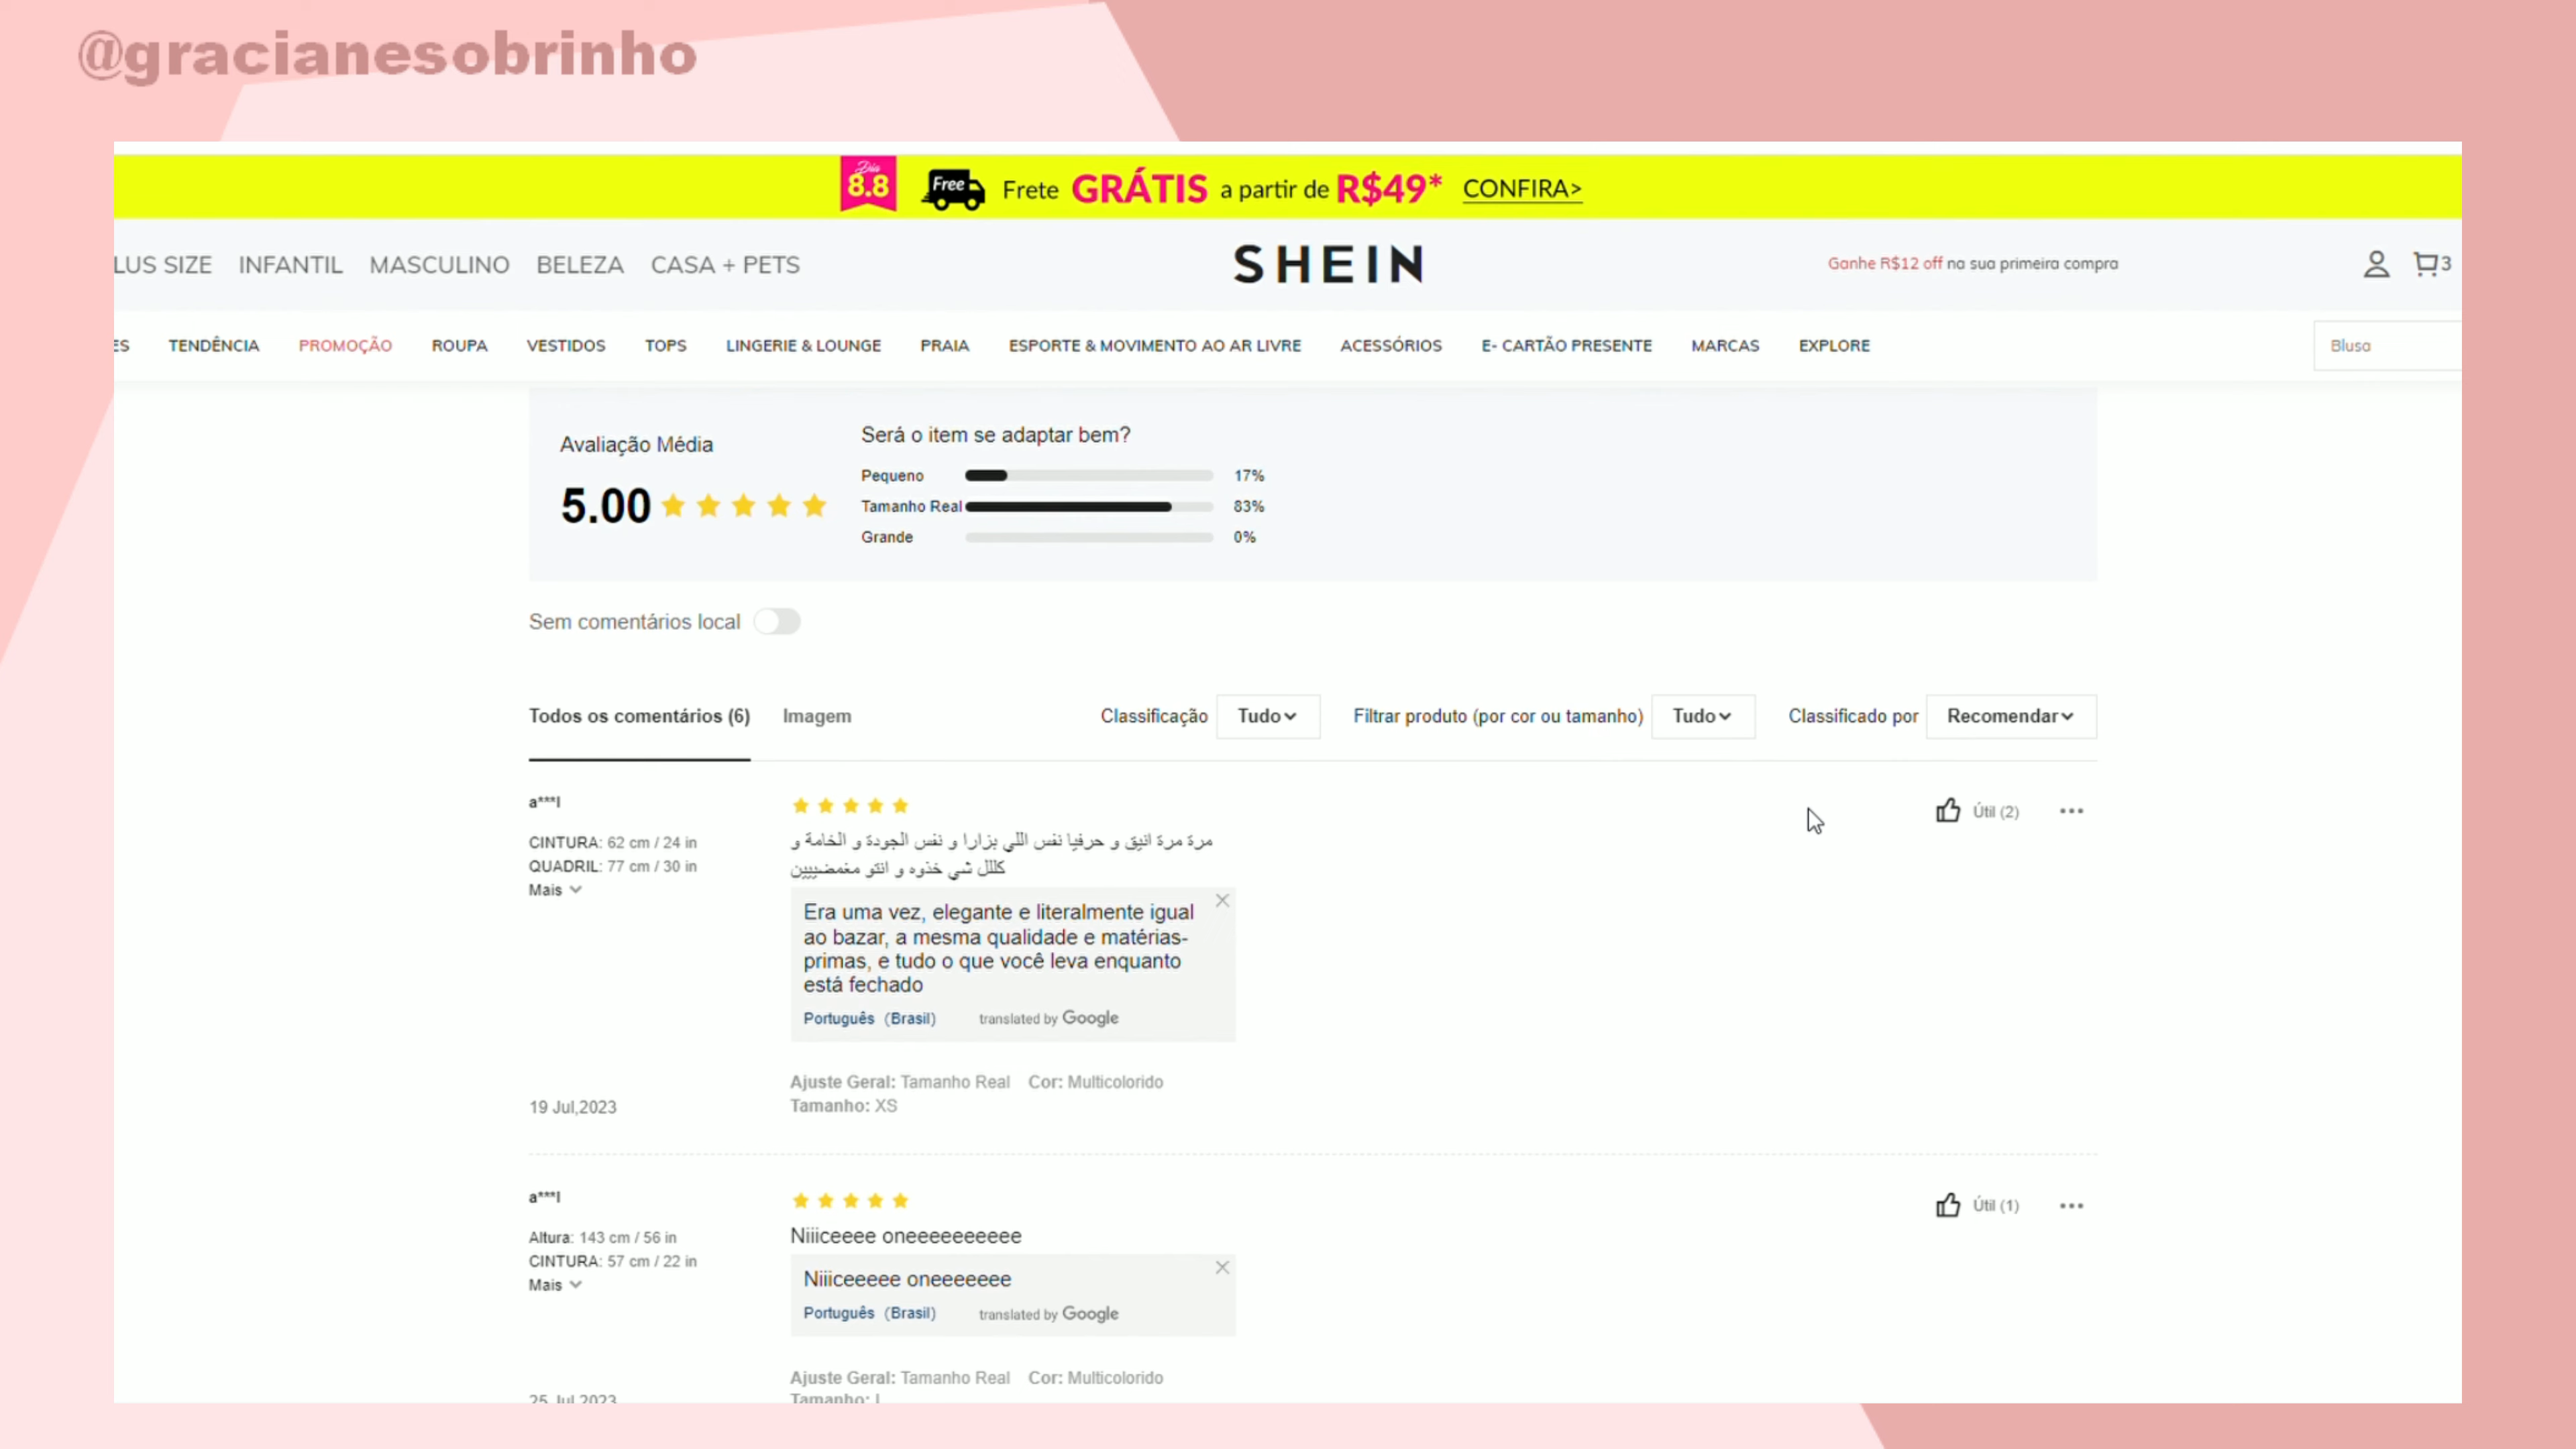 @gracianesobrinho
Dia 8.8 Free Frete GRÁTIS a partir de R$49* CONFIRA>
LUS SIZE INFANTIL MASCULINO BELEZA CASA + PETS SHEIN Ganhe R$12 off na sua primeira compra 3
ES TENDÊNCIA PROMOÇÃO ROUPA VESTIDOS TOPS LINGERIE & LOUNGE PRAIA ESPORTE & MOVIMENTO AO AR LIVRE ACESSÓRIOS E- CARTÃO PRESENTE MARCAS EXPLORE Blusa
Avaliação Média
5.00
Será o item se adaptar bem?
Pequeno 17%
Tamanho Real 83%
Grande 0%
Sem comentários local
Todos os comentários (6) Imagem Classificação Tudo Filtrar produto (por cor ou tamanho) Tudo Classificado por Recomendar
a***l
CINTURA: 62 cm / 24 in
QUADRIL: 77 cm / 30 in
Mais
19 Jul,2023
مرة مرة انيق و حرفيا نفس اللي بزارا و نفس الجودة و الخامة و
كللل شي خذوه و انتو مغمضييين
Era uma vez, elegante e literalmente igual
ao bazar, a mesma qualidade e matérias-
primas, e tudo o que você leva enquanto
está fechado
Português (Brasil) translated by Google
Ajuste Geral: Tamanho Real Cor: Multicolorido
Tamanho: XS
Útil (2)
a***l
Altura: 143 cm / 56 in
CINTURA: 57 cm / 22 in
Mais
25 Jul,2023
Niiiceeee oneeeeeeeeeee
Niiiceeeee oneeeeeee
Português (Brasil) translated by Google
Ajuste Geral: Tamanho Real Cor: Multicolorido
Tamanho:
Útil (1)